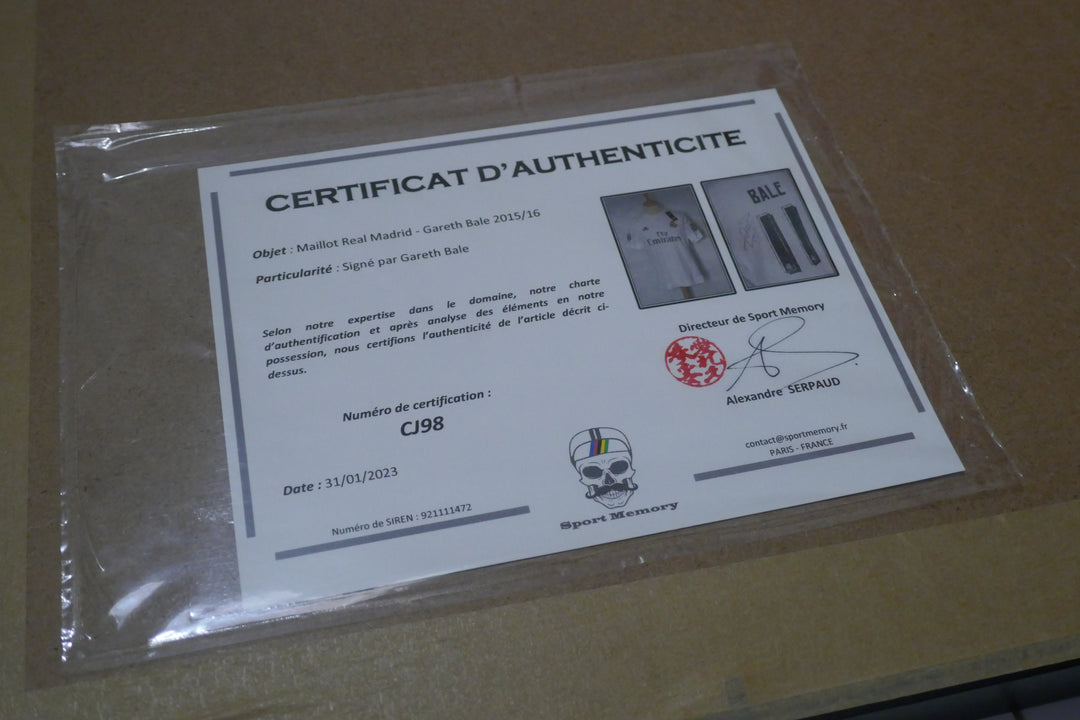 CERTIFICAT D'AUTHENTICITE
Objet : Maillot Real Madrid - Gareth Bale 2015/16
Particularité : Signé par Gareth Bale
Selon notre expertise dans le domaine, notre charte
d'authentification et après analyse des éléments en notre
possession, nous certifions l'authenticité de l'article décrit ci-
dessus.
Numéro de certification :
CJ98
Date : 31/01/2023
Numéro de SIREN : 921111472
Fly
Emirates
BALE
11
Directeur de Sport Memory
Alexandre SERPAUD
contact@sportmemory.fr
PARIS - FRANCE
Sport Memory